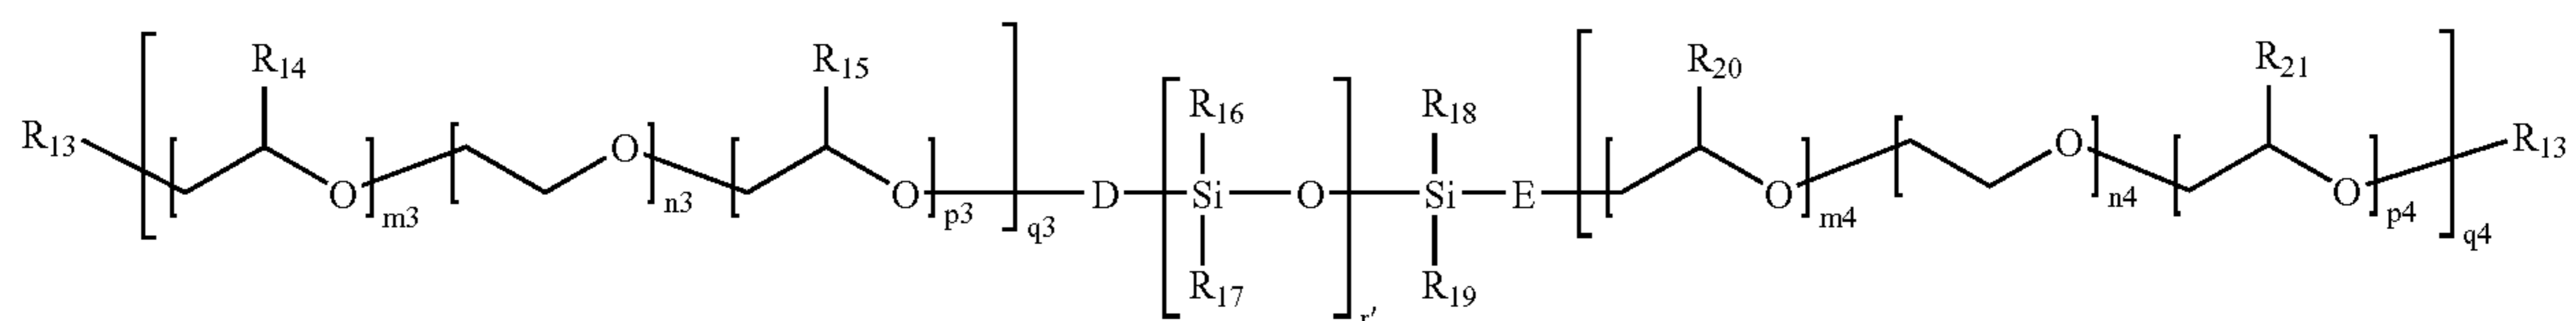 R14 R15 R16 R18 R20 R21
R13 O m3 O n3 O p3 q3 D Si O r' Si E O m4 O n4 O p4 q4 R13
R17 R19